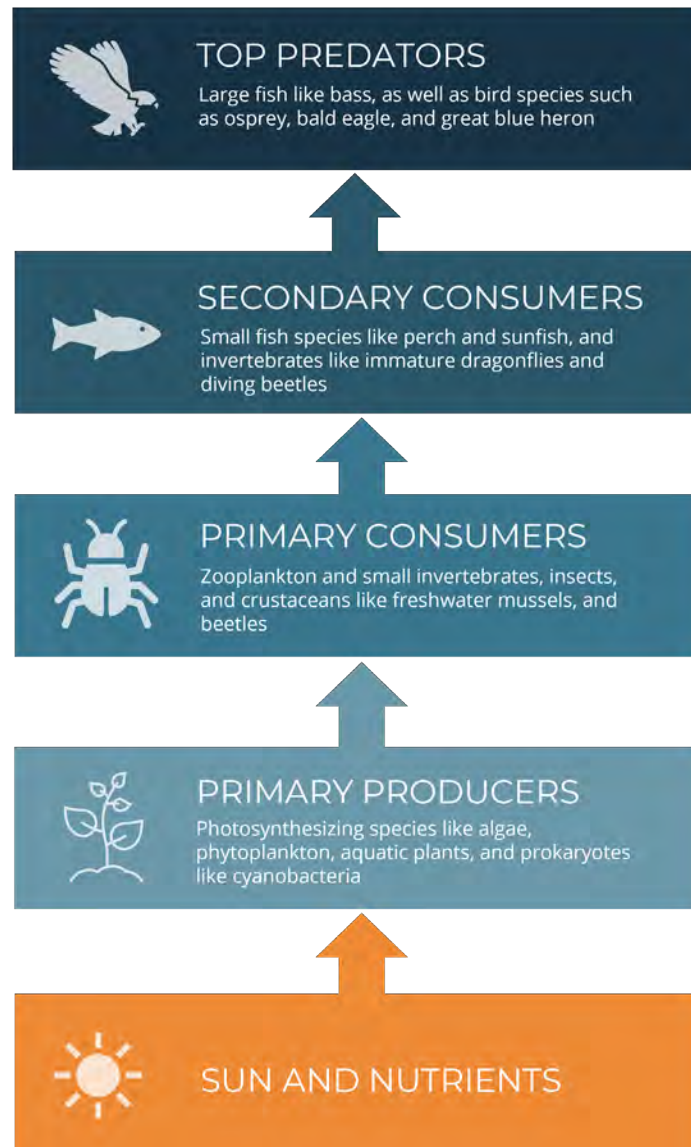 TOP PREDATORS
Large fish like bass, as well as bird species such
as osprey, bald eagle, and great blue heron
SECONDARY CONSUMERS
Small fish species like perch and sunfish, and
invertebrates like immature dragonflies and
diving beetles
PRIMARY CONSUMERS
Zooplankton and small invertebrates, insects,
and crustaceans like freshwater mussels, and
beetles
PRIMARY PRODUCERS
Photosynthesizing species like algae,
phytoplankton, aquatic plants, and prokaryotes
like cyanobacteria
SUN AND NUTRIENTS